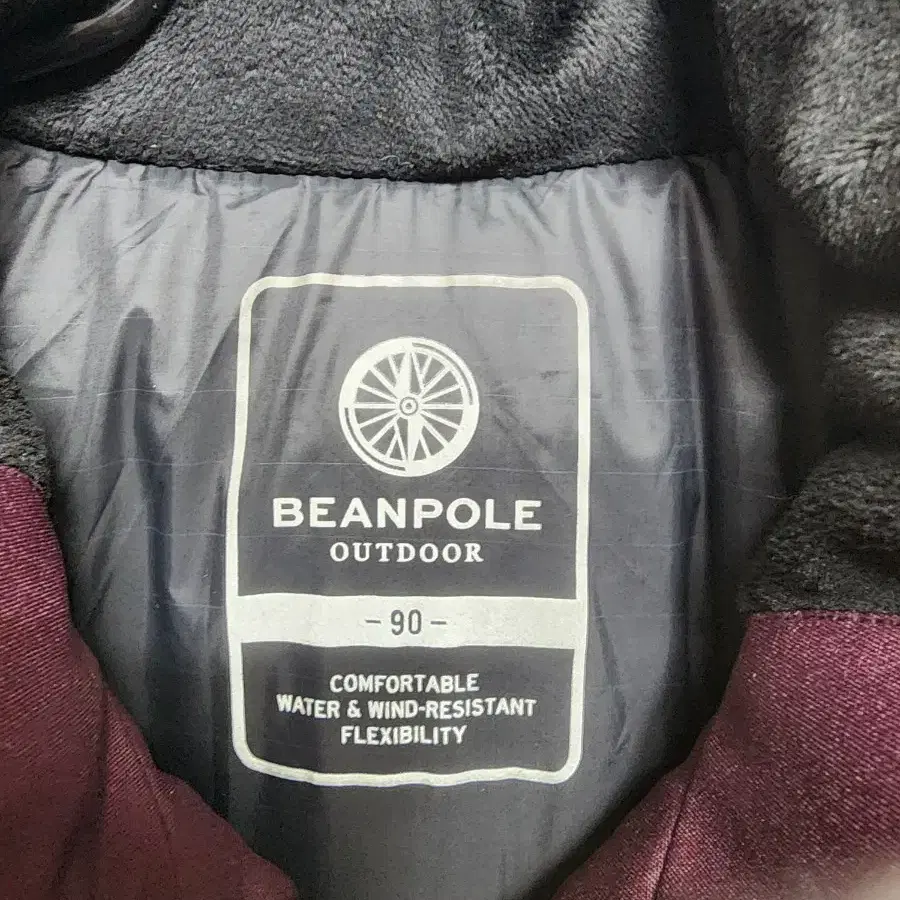 BEANPOLE
OUTDOOR
- 90 -
COMFORTABLE
WATER & WIND-RESISTANT
FLEXIBILITY